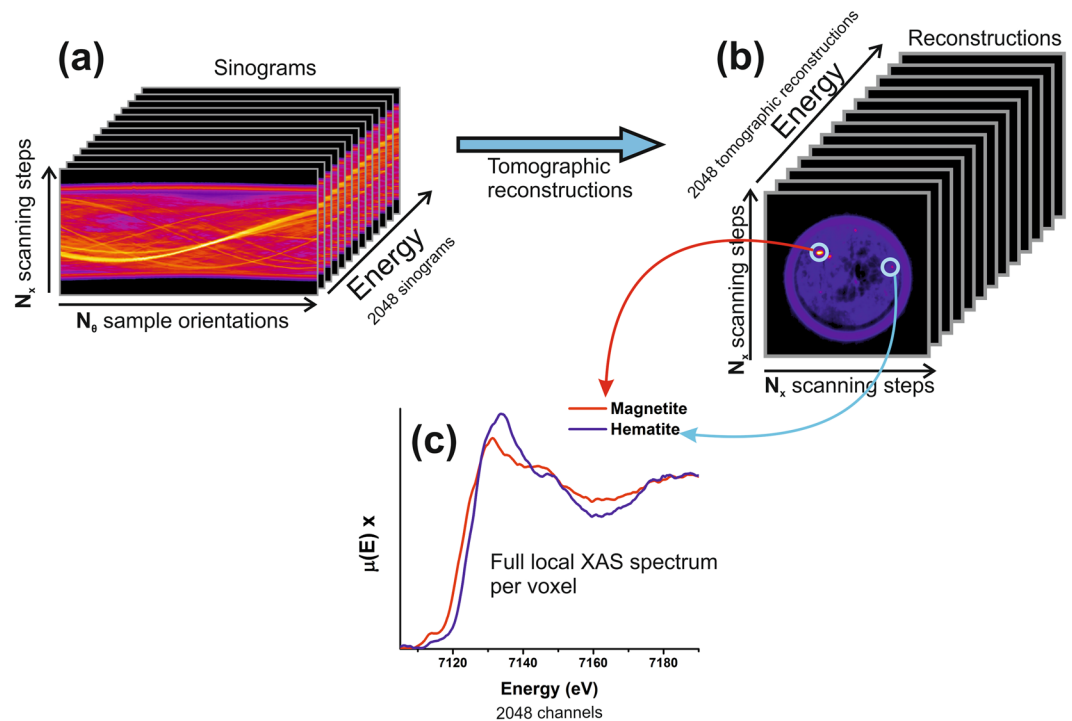 (a)
Sinograms
Nx scanning steps
Nθ sample orientations
Energy
2048 sinograms
Tomographic
reconstructions
(b)
Reconstructions
2048 tomographic reconstructions
Energy
Nx scanning steps
Nx scanning steps
Magnetite
Hematite
(c)
μ(E) x
Full local XAS spectrum
per voxel
7120 7140 7160 7180
Energy (eV)
2048 channels